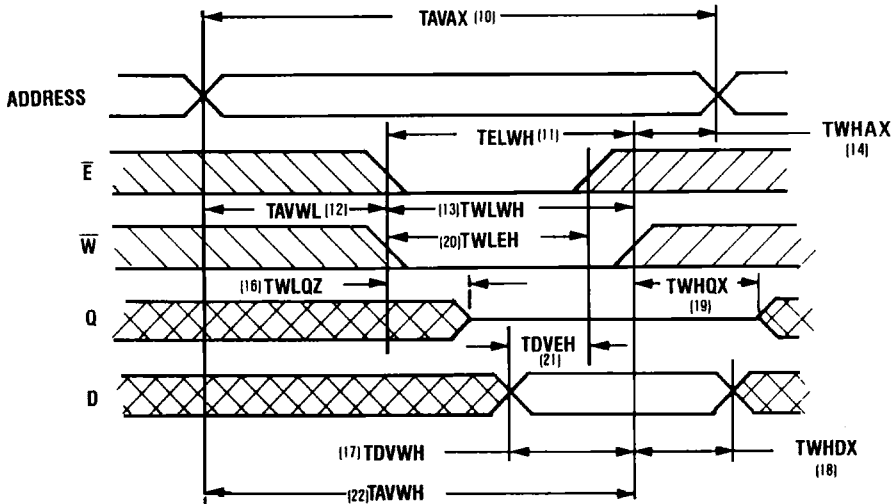 TAVAX (10)
ADDRESS
TELWH (11)
TWHAX
(14)
E̅
TAVWL (12)
(13)TWLWH
W̅
(20)TWLEH
(16)TWLQZ
TWHQX
(19)
Q
TDVEH
(21)
D
(17)TDVWH
TWHDX
(18)
(22)TAVWH